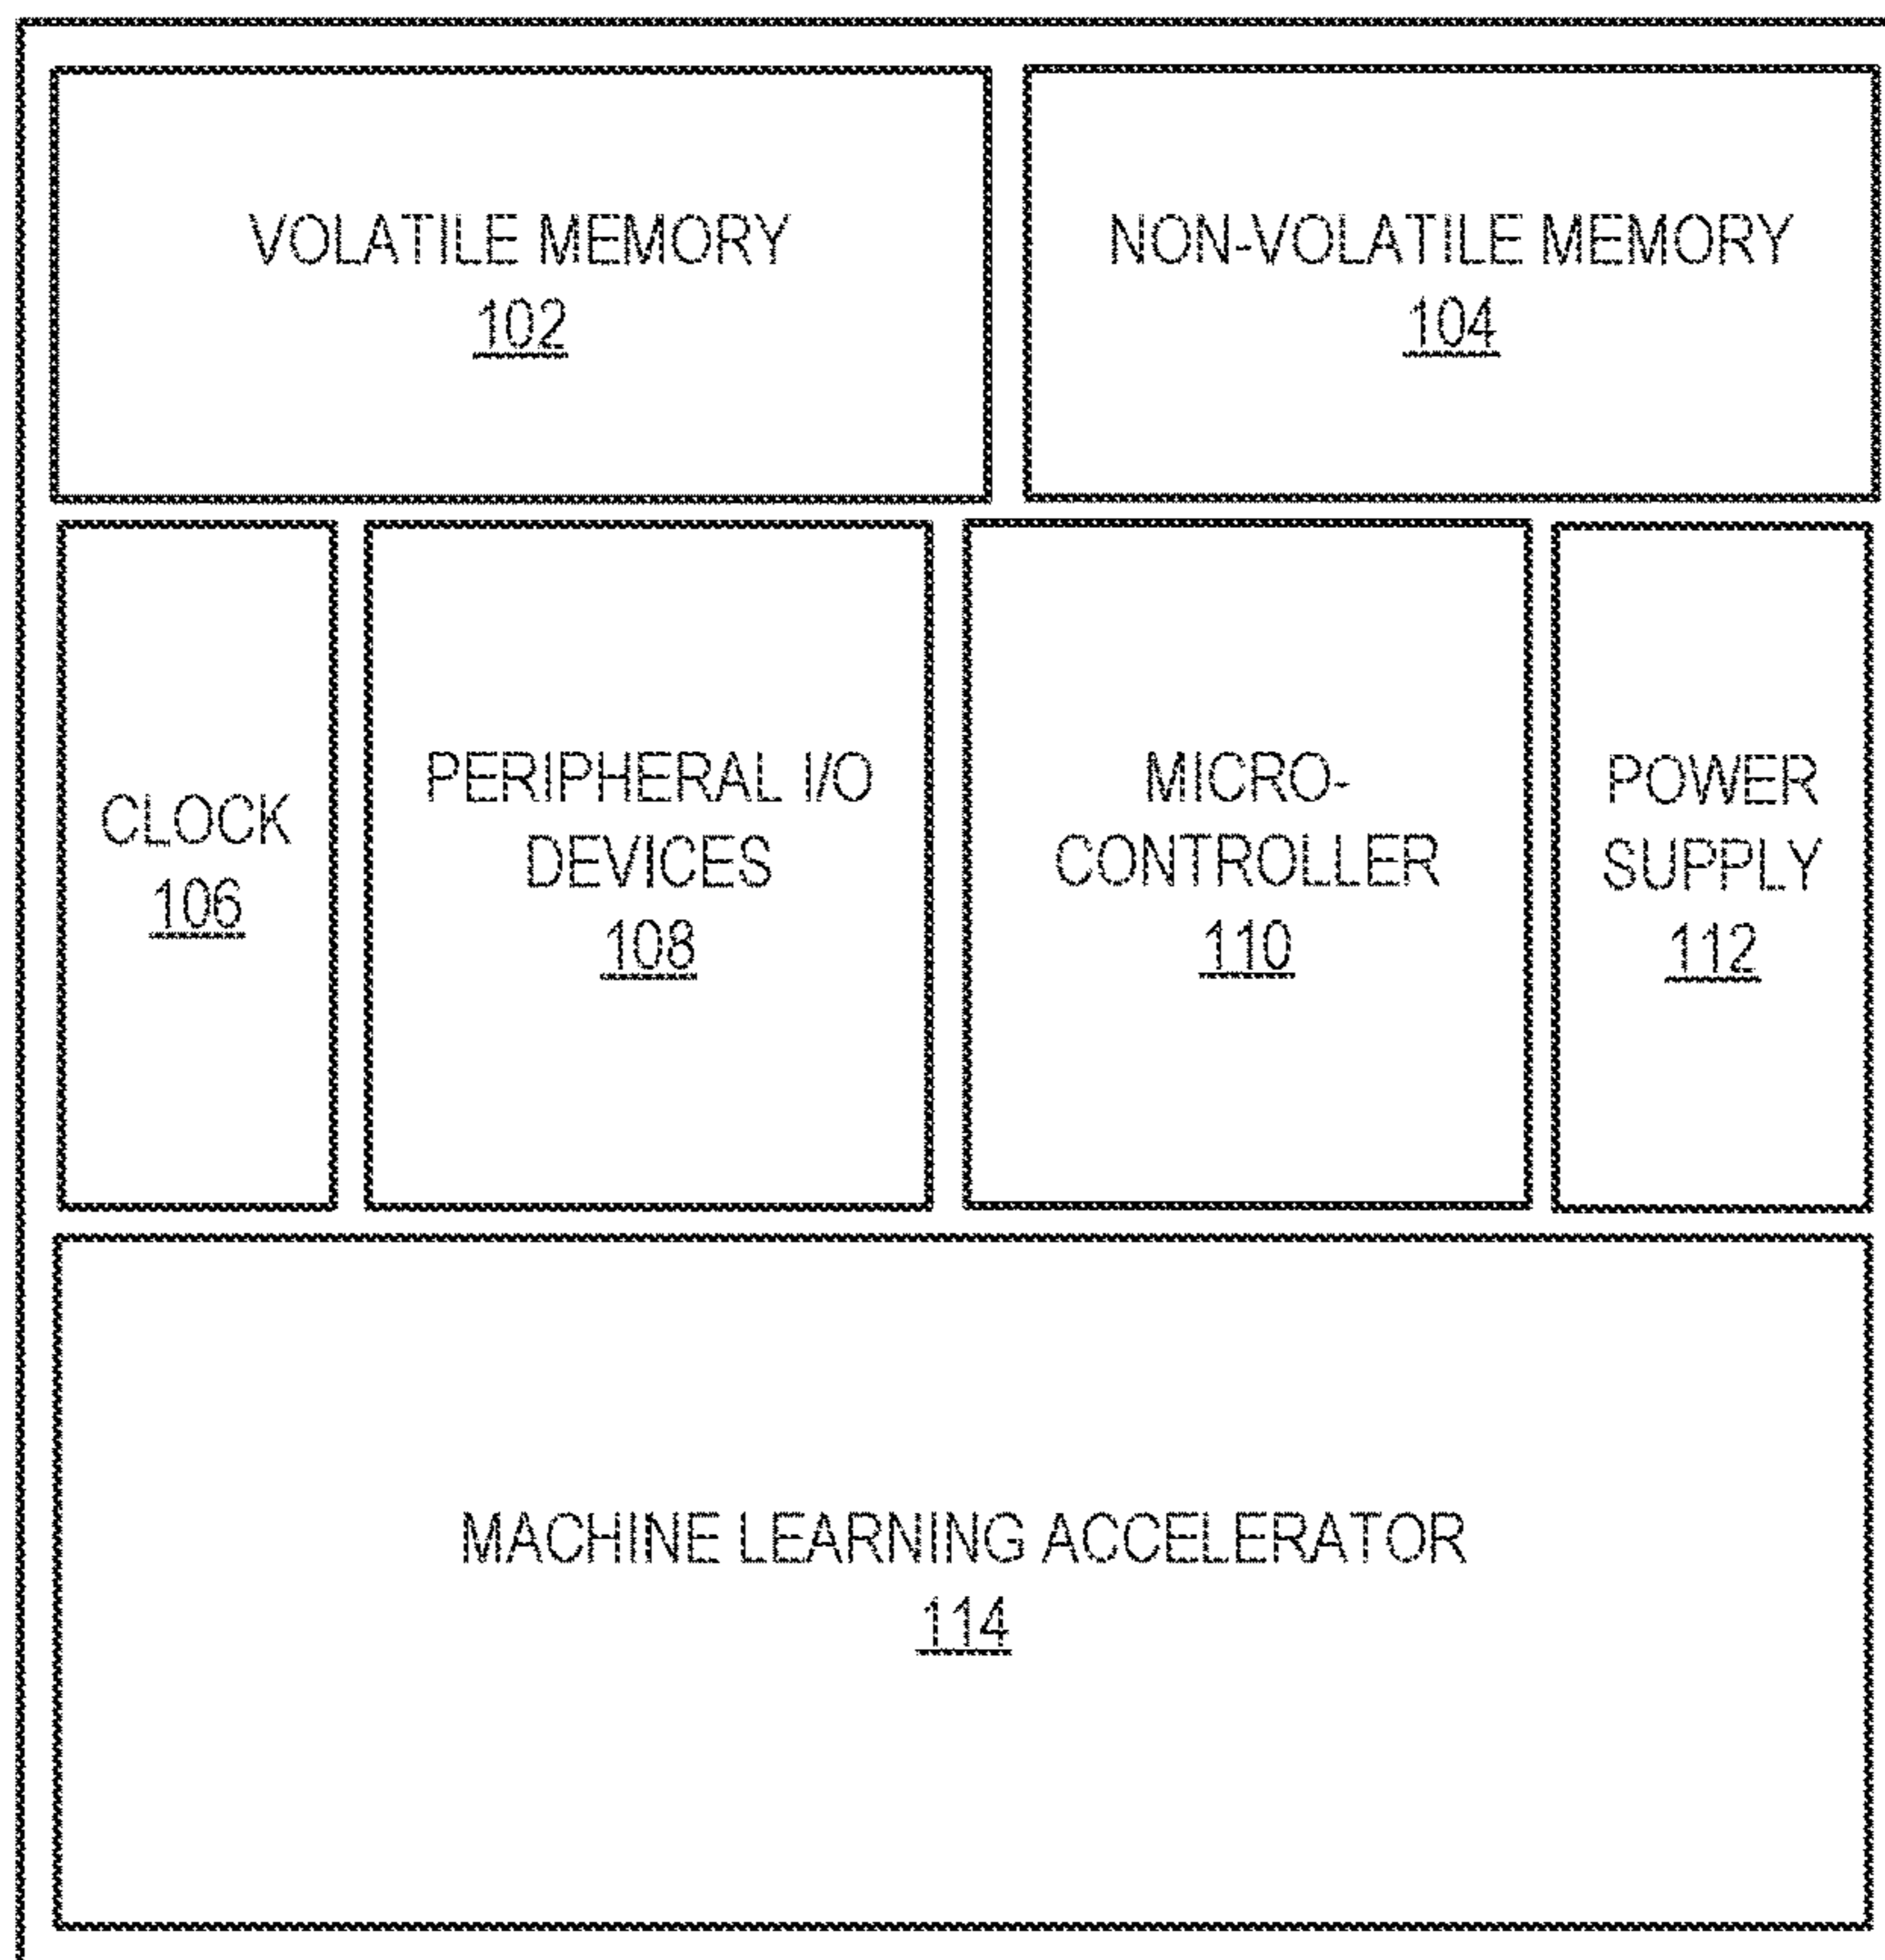 VOLATILE MEMORY
102
NON-VOLATILE MEMORY
104
CLOCK
106
PERIPHERAL I/O
DEVICES
108
MICRO-
CONTROLLER
110
POWER
SUPPLY
112
MACHINE LEARNING ACCELERATOR
114